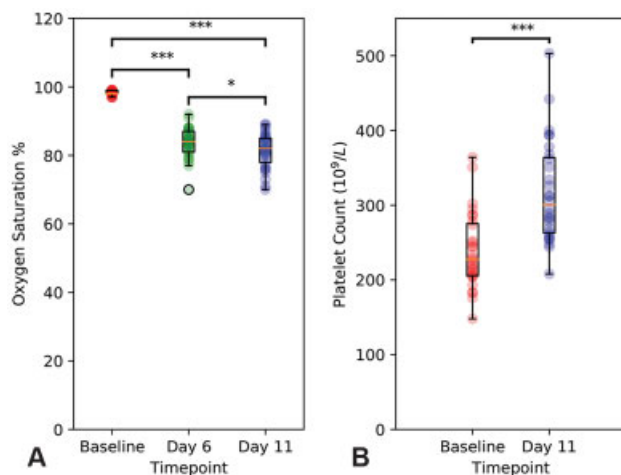 120
100
80
60
40
20
0
Oxygen Saturation %
***
***
*
Baseline Day 6 Day 11
Timepoint
A
500
400
300
200
100
0
Platelet Count (10⁹/L)
***
Baseline Day 11
Timepoint
B